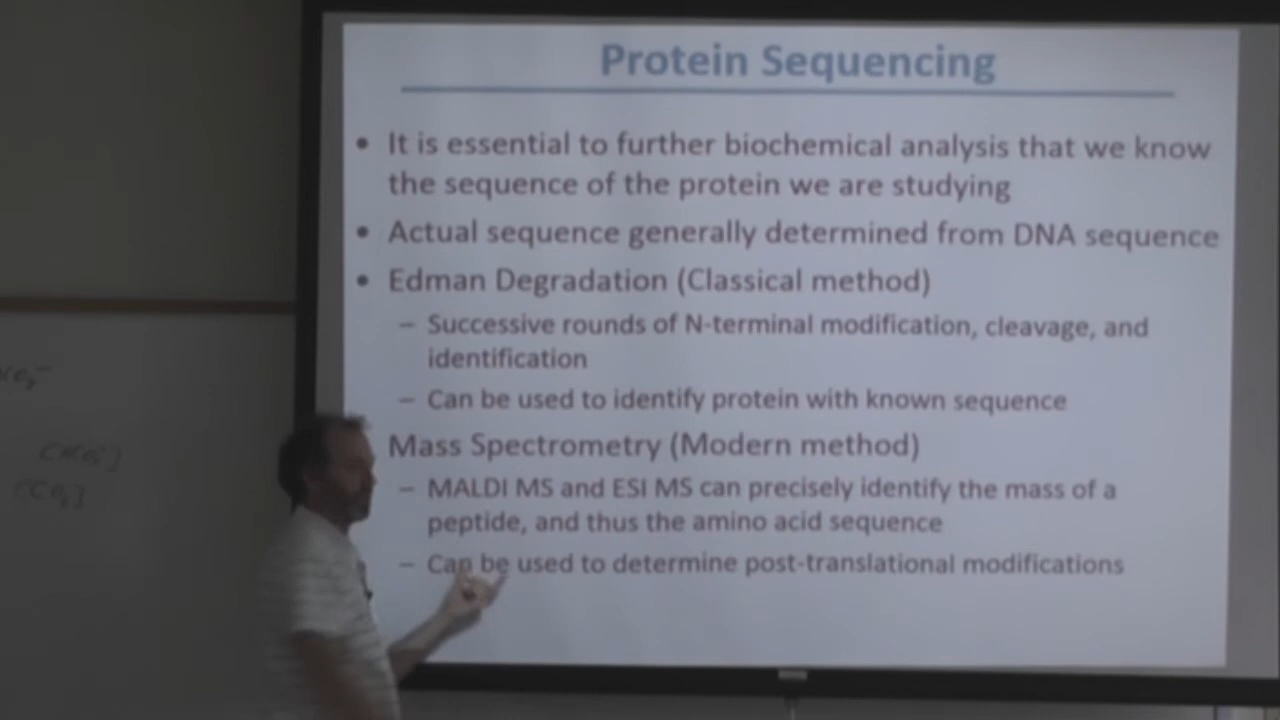 Protein Sequencing
• It is essential to further biochemical analysis that we know
the sequence of the protein we are studying
• Actual sequence generally determined from DNA sequence
• Edman Degradation (Classical method)
– Successive rounds of N-terminal modification, cleavage, and
identification
– Can be used to identify protein with known sequence
Mass Spectrometry (Modern method)
– MALDI MS and ESI MS can precisely identify the mass of a
peptide, and thus the amino acid sequence
– Can be used to determine post-translational modifications